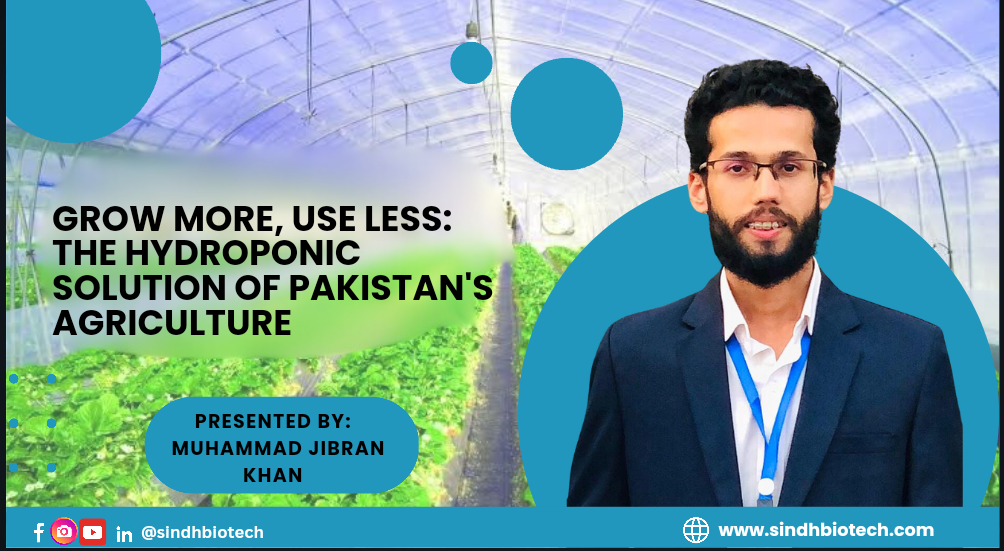 GROW MORE, USE LESS:
THE HYDROPONIC
SOLUTION OF PAKISTAN'S
AGRICULTURE
PRESENTED BY:
MUHAMMAD JIBRAN
KHAN
@sindhbiotech
www.sindhbiotech.com